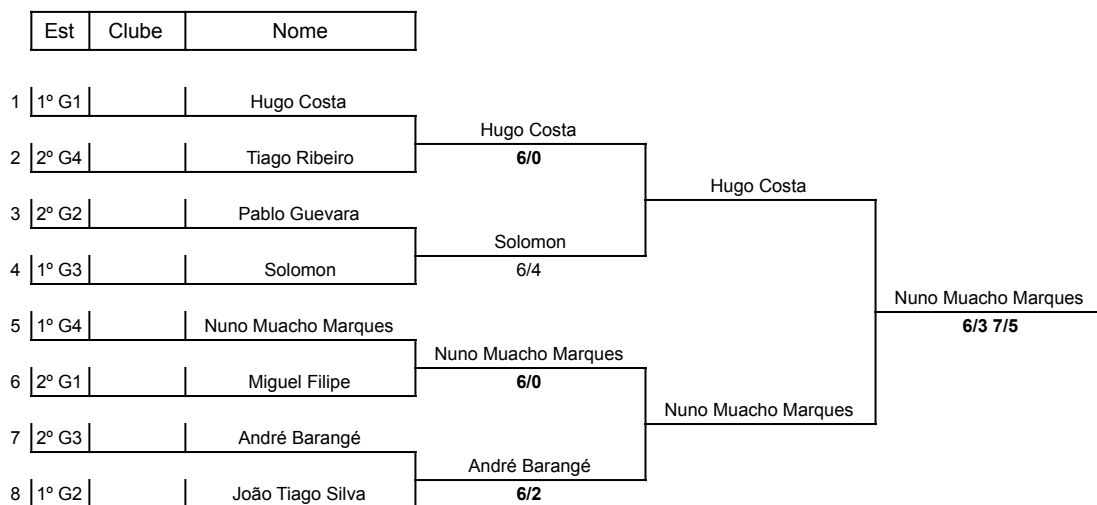 Est Clube Nome
1 1º G1 Hugo Costa
Hugo Costa
2 2º G4 Tiago Ribeiro 6/0
Hugo Costa
3 2º G2 Pablo Guevara
Solomon
4 1º G3 Solomon 6/4
Nuno Muacho Marques
5 1º G4 Nuno Muacho Marques 6/3 7/5
Nuno Muacho Marques
6 2º G1 Miguel Filipe 6/0
Nuno Muacho Marques
7 2º G3 André Barangé
André Barangé
8 1º G2 João Tiago Silva 6/2